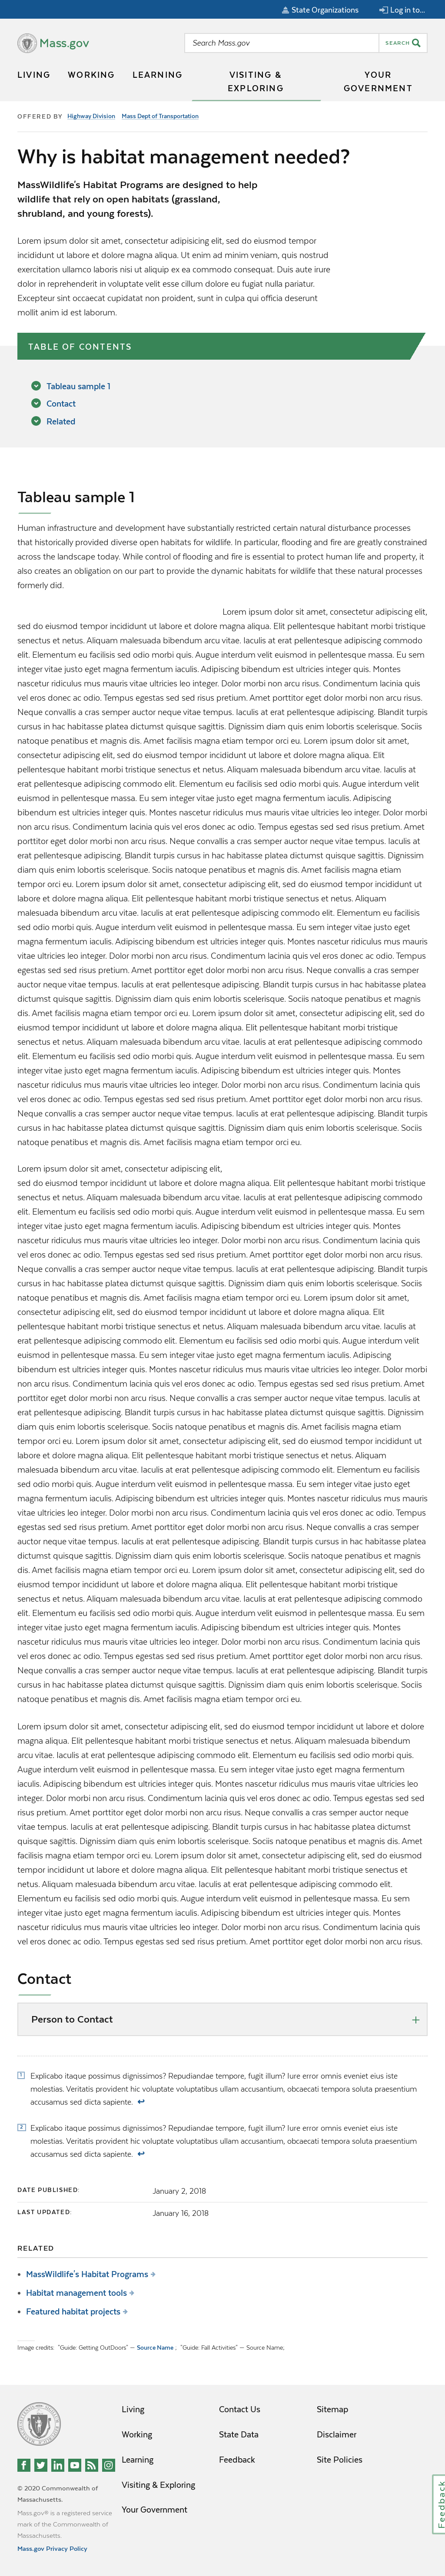 State Organizations
Log in to...
Mass.gov
Search Mass.gov
SEARCH
LIVING
WORKING
LEARNING
VISITING & EXPLORING
YOUR GOVERNMENT
OFFERED BY Highway Division Mass Dept of Transportation
Why is habitat management needed?
MassWildlife's Habitat Programs are designed to help
wildlife that rely on open habitats (grassland,
shrubland, and young forests).
Lorem ipsum dolor sit amet, consectetur adipisicing elit, sed do eiusmod tempor
incididunt ut labore et dolore magna aliqua. Ut enim ad minim veniam, quis nostrud
exercitation ullamco laboris nisi ut aliquip ex ea commodo consequat. Duis aute irure
dolor in reprehenderit in voluptate velit esse cillum dolore eu fugiat nulla pariatur.
Excepteur sint occaecat cupidatat non proident, sunt in culpa qui officia deserunt
mollit anim id est laborum.
TABLE OF CONTENTS
Tableau sample 1
Contact
Related
Tableau sample 1
Human infrastructure and development have substantially restricted certain natural disturbance processes
that historically provided diverse open habitats for wildlife. In particular, flooding and fire are greatly constrained
across the landscape today. While control of flooding and fire is essential to protect human life and property, it
also creates an obligation on our part to provide the dynamic habitats for wildlife that these natural processes
formerly did.
Lorem ipsum dolor sit amet, consectetur adipiscing elit,
sed do eiusmod tempor incididunt ut labore et dolore magna aliqua. Elit pellentesque habitant morbi tristique
senectus et netus. Aliquam malesuada bibendum arcu vitae. Iaculis at erat pellentesque adipiscing commodo
elit. Elementum eu facilisis sed odio morbi quis. Augue interdum velit euismod in pellentesque massa. Eu sem
integer vitae justo eget magna fermentum iaculis. Adipiscing bibendum est ultricies integer quis. Montes
nascetur ridiculus mus mauris vitae ultricies leo integer. Dolor morbi non arcu risus. Condimentum lacinia quis
vel eros donec ac odio. Tempus egestas sed sed risus pretium. Amet porttitor eget dolor morbi non arcu risus.
Neque convallis a cras semper auctor neque vitae tempus. Iaculis at erat pellentesque adipiscing. Blandit turpis
cursus in hac habitasse platea dictumst quisque sagittis. Dignissim diam quis enim lobortis scelerisque. Sociis
natoque penatibus et magnis dis. Amet facilisis magna etiam tempor orci eu. Lorem ipsum dolor sit amet,
consectetur adipiscing elit, sed do eiusmod tempor incididunt ut labore et dolore magna aliqua. Elit
pellentesque habitant morbi tristique senectus et netus. Aliquam malesuada bibendum arcu vitae. Iaculis at
erat pellentesque adipiscing commodo elit. Elementum eu facilisis sed odio morbi quis. Augue interdum velit
euismod in pellentesque massa. Eu sem integer vitae justo eget magna fermentum iaculis. Adipiscing
bibendum est ultricies integer quis. Montes nascetur ridiculus mus mauris vitae ultricies leo integer. Dolor morbi
non arcu risus. Condimentum lacinia quis vel eros donec ac odio. Tempus egestas sed sed risus pretium. Amet
porttitor eget dolor morbi non arcu risus. Neque convallis a cras semper auctor neque vitae tempus. Iaculis at
erat pellentesque adipiscing. Blandit turpis cursus in hac habitasse platea dictumst quisque sagittis. Dignissim
diam quis enim lobortis scelerisque. Sociis natoque penatibus et magnis dis. Amet facilisis magna etiam
tempor orci eu. Lorem ipsum dolor sit amet, consectetur adipiscing elit, sed do eiusmod tempor incididunt ut
labore et dolore magna aliqua. Elit pellentesque habitant morbi tristique senectus et netus. Aliquam
malesuada bibendum arcu vitae. Iaculis at erat pellentesque adipiscing commodo elit. Elementum eu facilisis
sed odio morbi quis. Augue interdum velit euismod in pellentesque massa. Eu sem integer vitae justo eget
magna fermentum iaculis. Adipiscing bibendum est ultricies integer quis. Montes nascetur ridiculus mus mauris
vitae ultricies leo integer. Dolor morbi non arcu risus. Condimentum lacinia quis vel eros donec ac odio. Tempus
egestas sed sed risus pretium. Amet porttitor eget dolor morbi non arcu risus. Neque convallis a cras semper
auctor neque vitae tempus. Iaculis at erat pellentesque adipiscing. Blandit turpis cursus in hac habitasse platea
dictumst quisque sagittis. Dignissim diam quis enim lobortis scelerisque. Sociis natoque penatibus et magnis
dis. Amet facilisis magna etiam tempor orci eu. Lorem ipsum dolor sit amet, consectetur adipiscing elit, sed do
eiusmod tempor incididunt ut labore et dolore magna aliqua. Elit pellentesque habitant morbi tristique
senectus et netus. Aliquam malesuada bibendum arcu vitae. Iaculis at erat pellentesque adipiscing commodo
elit. Elementum eu facilisis sed odio morbi quis. Augue interdum velit euismod in pellentesque massa. Eu sem
integer vitae justo eget magna fermentum iaculis. Adipiscing bibendum est ultricies integer quis. Montes
nascetur ridiculus mus mauris vitae ultricies leo integer. Dolor morbi non arcu risus. Condimentum lacinia quis
vel eros donec ac odio. Tempus egestas sed sed risus pretium. Amet porttitor eget dolor morbi non arcu risus.
Neque convallis a cras semper auctor neque vitae tempus. Iaculis at erat pellentesque adipiscing. Blandit turpis
cursus in hac habitasse platea dictumst quisque sagittis. Dignissim diam quis enim lobortis scelerisque. Sociis
natoque penatibus et magnis dis. Amet facilisis magna etiam tempor orci eu.
Lorem ipsum dolor sit amet, consectetur adipiscing elit,
sed do eiusmod tempor incididunt ut labore et dolore magna aliqua. Elit pellentesque habitant morbi tristique
senectus et netus. Aliquam malesuada bibendum arcu vitae. Iaculis at erat pellentesque adipiscing commodo
elit. Elementum eu facilisis sed odio morbi quis. Augue interdum velit euismod in pellentesque massa. Eu sem
integer vitae justo eget magna fermentum iaculis. Adipiscing bibendum est ultricies integer quis. Montes
nascetur ridiculus mus mauris vitae ultricies leo integer. Dolor morbi non arcu risus. Condimentum lacinia quis
vel eros donec ac odio. Tempus egestas sed sed risus pretium. Amet porttitor eget dolor morbi non arcu risus.
Neque convallis a cras semper auctor neque vitae tempus. Iaculis at erat pellentesque adipiscing. Blandit turpis
cursus in hac habitasse platea dictumst quisque sagittis. Dignissim diam quis enim lobortis scelerisque. Sociis
natoque penatibus et magnis dis. Amet facilisis magna etiam tempor orci eu. Lorem ipsum dolor sit amet,
consectetur adipiscing elit, sed do eiusmod tempor incididunt ut labore et dolore magna aliqua. Elit
pellentesque habitant morbi tristique senectus et netus. Aliquam malesuada bibendum arcu vitae. Iaculis at
erat pellentesque adipiscing commodo elit. Elementum eu facilisis sed odio morbi quis. Augue interdum velit
euismod in pellentesque massa. Eu sem integer vitae justo eget magna fermentum iaculis. Adipiscing
bibendum est ultricies integer quis. Montes nascetur ridiculus mus mauris vitae ultricies leo integer. Dolor morbi
non arcu risus. Condimentum lacinia quis vel eros donec ac odio. Tempus egestas sed sed risus pretium. Amet
porttitor eget dolor morbi non arcu risus. Neque convallis a cras semper auctor neque vitae tempus. Iaculis at
erat pellentesque adipiscing. Blandit turpis cursus in hac habitasse platea dictumst quisque sagittis. Dignissim
diam quis enim lobortis scelerisque. Sociis natoque penatibus et magnis dis. Amet facilisis magna etiam
tempor orci eu. Lorem ipsum dolor sit amet, consectetur adipiscing elit, sed do eiusmod tempor incididunt ut
labore et dolore magna aliqua. Elit pellentesque habitant morbi tristique senectus et netus. Aliquam
malesuada bibendum arcu vitae. Iaculis at erat pellentesque adipiscing commodo elit. Elementum eu facilisis
sed odio morbi quis. Augue interdum velit euismod in pellentesque massa. Eu sem integer vitae justo eget
magna fermentum iaculis. Adipiscing bibendum est ultricies integer quis. Montes nascetur ridiculus mus mauris
vitae ultricies leo integer. Dolor morbi non arcu risus. Condimentum lacinia quis vel eros donec ac odio. Tempus
egestas sed sed risus pretium. Amet porttitor eget dolor morbi non arcu risus. Neque convallis a cras semper
auctor neque vitae tempus. Iaculis at erat pellentesque adipiscing. Blandit turpis cursus in hac habitasse platea
dictumst quisque sagittis. Dignissim diam quis enim lobortis scelerisque. Sociis natoque penatibus et magnis
dis. Amet facilisis magna etiam tempor orci eu. Lorem ipsum dolor sit amet, consectetur adipiscing elit, sed do
eiusmod tempor incididunt ut labore et dolore magna aliqua. Elit pellentesque habitant morbi tristique
senectus et netus. Aliquam malesuada bibendum arcu vitae. Iaculis at erat pellentesque adipiscing commodo
elit. Elementum eu facilisis sed odio morbi quis. Augue interdum velit euismod in pellentesque massa. Eu sem
integer vitae justo eget magna fermentum iaculis. Adipiscing bibendum est ultricies integer quis. Montes
nascetur ridiculus mus mauris vitae ultricies leo integer. Dolor morbi non arcu risus. Condimentum lacinia quis
vel eros donec ac odio. Tempus egestas sed sed risus pretium. Amet porttitor eget dolor morbi non arcu risus.
Neque convallis a cras semper auctor neque vitae tempus. Iaculis at erat pellentesque adipiscing. Blandit turpis
cursus in hac habitasse platea dictumst quisque sagittis. Dignissim diam quis enim lobortis scelerisque. Sociis
natoque penatibus et magnis dis. Amet facilisis magna etiam tempor orci eu.
Lorem ipsum dolor sit amet, consectetur adipiscing elit, sed do eiusmod tempor incididunt ut labore et dolore
magna aliqua. Elit pellentesque habitant morbi tristique senectus et netus. Aliquam malesuada bibendum
arcu vitae. Iaculis at erat pellentesque adipiscing commodo elit. Elementum eu facilisis sed odio morbi quis.
Augue interdum velit euismod in pellentesque massa. Eu sem integer vitae justo eget magna fermentum
iaculis. Adipiscing bibendum est ultricies integer quis. Montes nascetur ridiculus mus mauris vitae ultricies leo
integer. Dolor morbi non arcu risus. Condimentum lacinia quis vel eros donec ac odio. Tempus egestas sed sed
risus pretium. Amet porttitor eget dolor morbi non arcu risus. Neque convallis a cras semper auctor neque
vitae tempus. Iaculis at erat pellentesque adipiscing. Blandit turpis cursus in hac habitasse platea dictumst
quisque sagittis. Dignissim diam quis enim lobortis scelerisque. Sociis natoque penatibus et magnis dis. Amet
facilisis magna etiam tempor orci eu. Lorem ipsum dolor sit amet, consectetur adipiscing elit, sed do eiusmod
tempor incididunt ut labore et dolore magna aliqua. Elit pellentesque habitant morbi tristique senectus et
netus. Aliquam malesuada bibendum arcu vitae. Iaculis at erat pellentesque adipiscing commodo elit.
Elementum eu facilisis sed odio morbi quis. Augue interdum velit euismod in pellentesque massa. Eu sem
integer vitae justo eget magna fermentum iaculis. Adipiscing bibendum est ultricies integer quis. Montes
nascetur ridiculus mus mauris vitae ultricies leo integer. Dolor morbi non arcu risus. Condimentum lacinia quis
vel eros donec ac odio. Tempus egestas sed sed risus pretium. Amet porttitor eget dolor morbi non arcu risus.
Contact
Person to Contact
1 Explicabo itaque possimus dignissimos? Repudiandae tempore, fugit illum? Iure error omnis eveniet eius iste
molestias. Veritatis provident hic voluptate voluptatibus ullam accusantium, obcaecati tempora soluta praesentium
accusamus sed dicta sapiente. ↩
2 Explicabo itaque possimus dignissimos? Repudiandae tempore, fugit illum? Iure error omnis eveniet eius iste
molestias. Veritatis provident hic voluptate voluptatibus ullam accusantium, obcaecati tempora soluta praesentium
accusamus sed dicta sapiente. ↩
DATE PUBLISHED: January 2, 2018
LAST UPDATED: January 16, 2018
RELATED
MassWildlife's Habitat Programs
Habitat management tools
Featured habitat projects
Image credits: "Guide: Getting OutDoors" — Source Name , "Guide: Fall Activities" — Source Name,
Living
Working
Learning
Visiting & Exploring
Your Government
Contact Us
State Data
Feedback
Sitemap
Disclaimer
Site Policies
© 2020 Commonwealth of
Massachusetts.
Mass.gov® is a registered service
mark of the Commonwealth of
Massachusetts.
Mass.gov Privacy Policy
Feedback